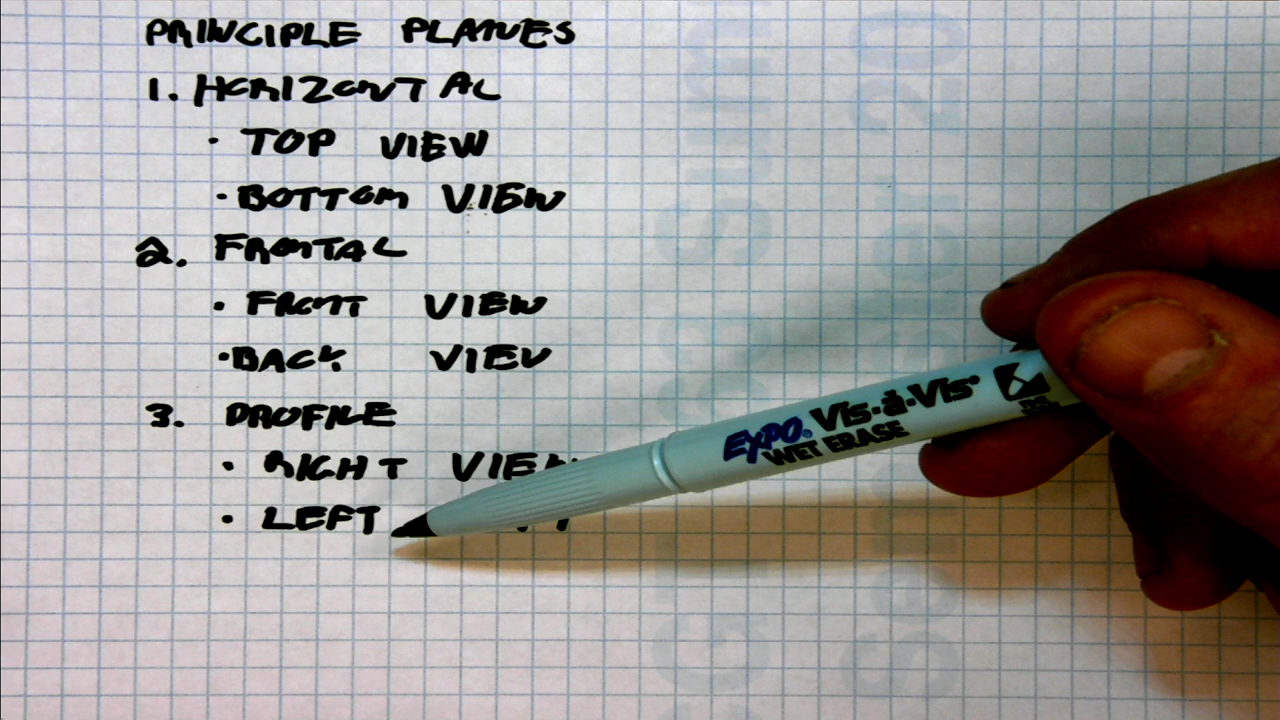 PRINCIPLE PLANES
1. HORIZONTAL
· TOP VIEW
· BOTTOM VIEW
2. FRONTAL
· FRONT VIEW
· BACK VIEW
3. PROFILE
· RIGHT VIEW
· LEFT
EXPO® Vis·à·Vis®
WET ERASE